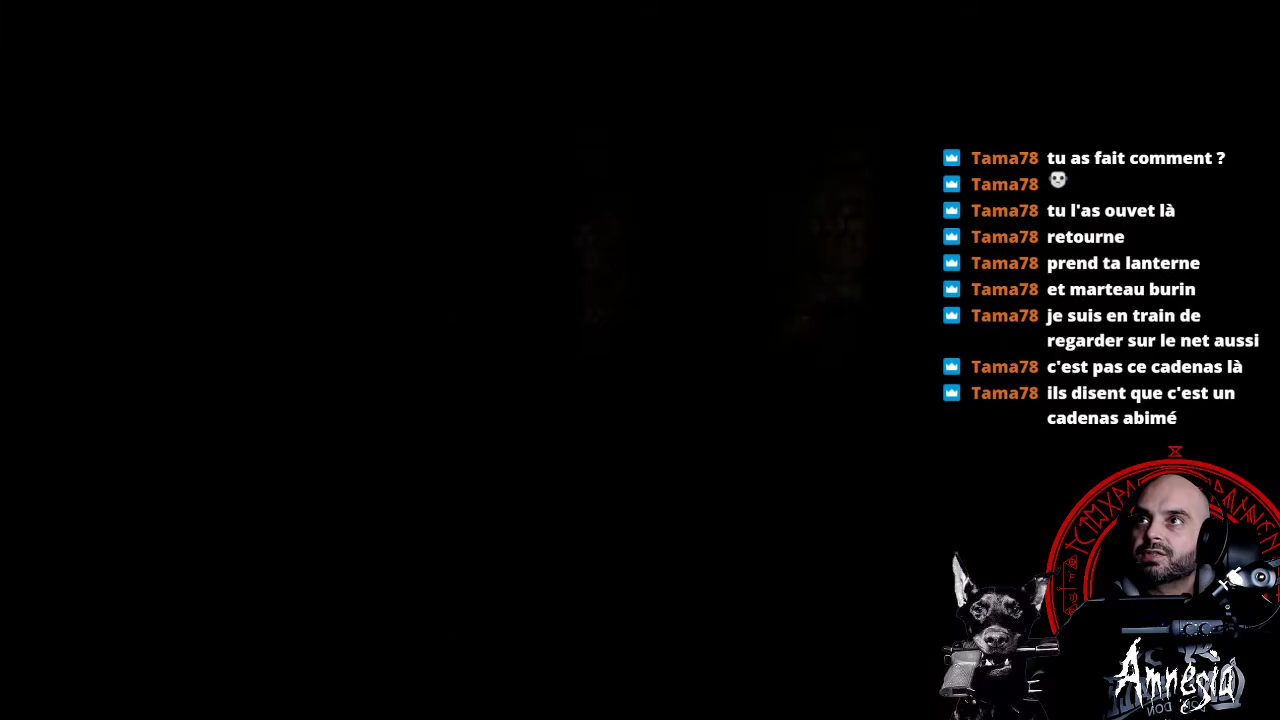 Tama78 tu as fait comment ?
Tama78
Tama78 tu l'as ouvet là
Tama78 retourne
Tama78 prend ta lanterne
Tama78 et marteau burin
Tama78 je suis en train de
regarder sur le net aussi
Tama78 c'est pas ce cadenas là
Tama78 ils disent que c'est un
cadenas abimé
Amnesia